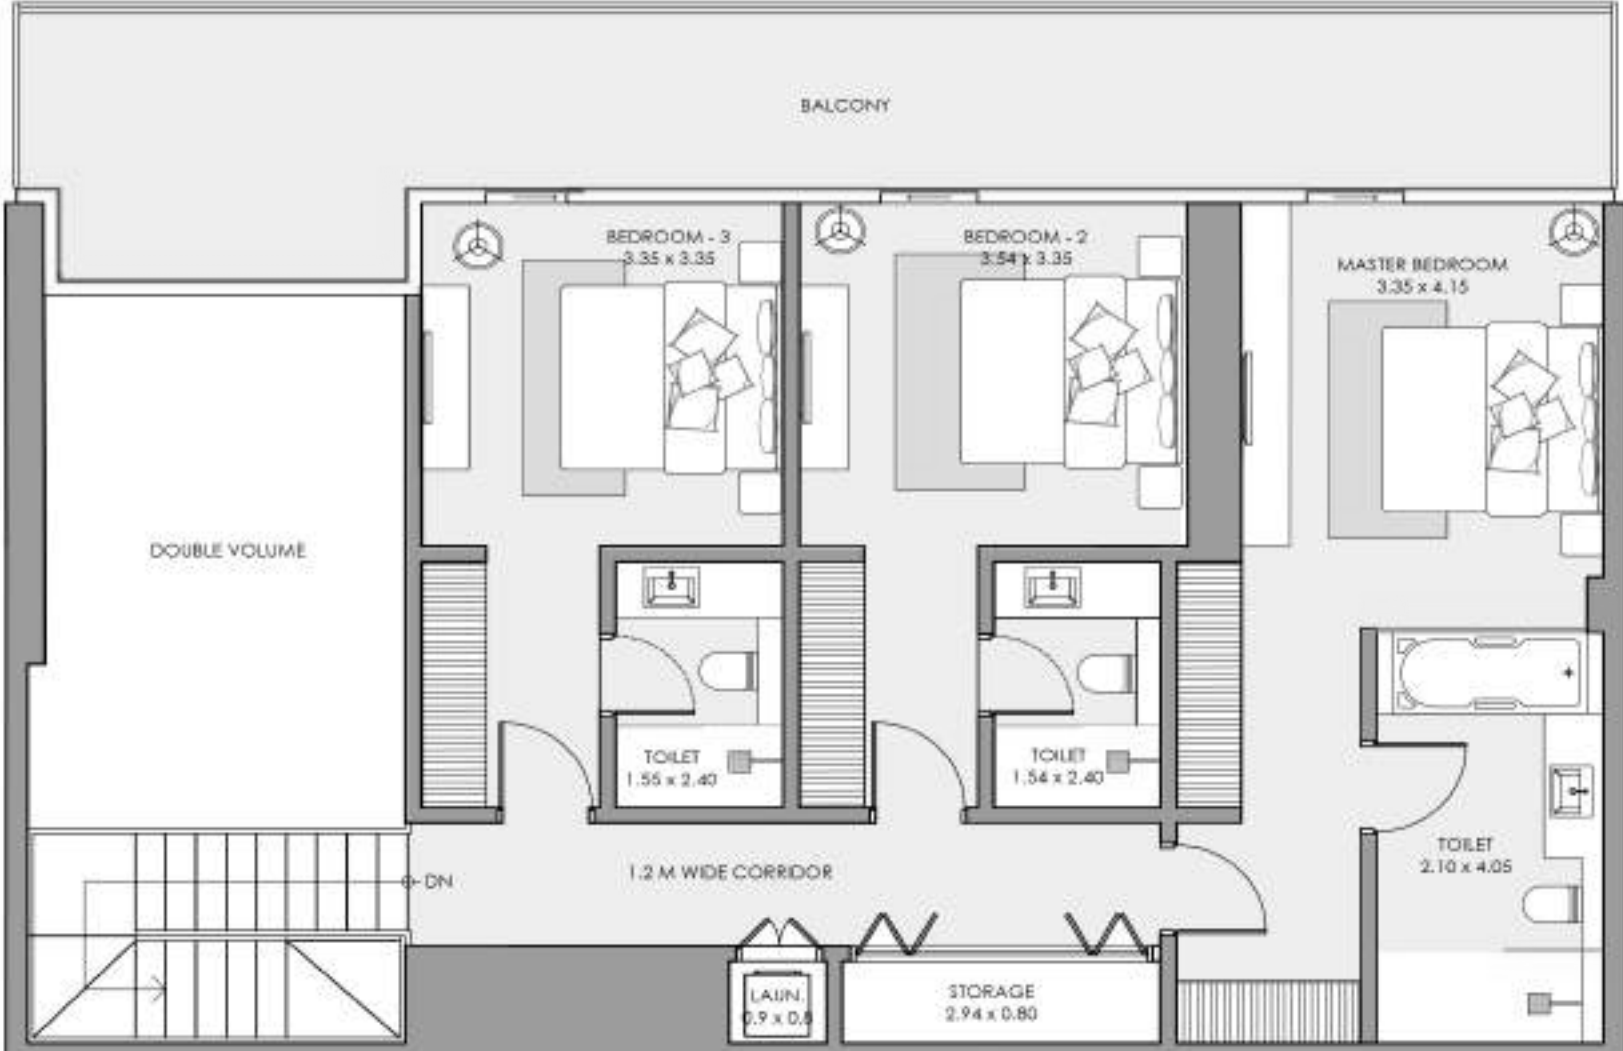 BALCONY
BEDROOM - 3
3.35 x 3.35
BEDROOM - 2
3.54 x 3.35
MASTER BEDROOM
3.35 x 4.15
DOUBLE VOLUME
TOILET
1.55 x 2.40
TOILET
1.54 x 2.40
TOILET
2.10 x 4.05
1.2 M WIDE CORRIDOR
DN
LAUN.
0.9 x 0.8
STORAGE
2.94 x 0.80